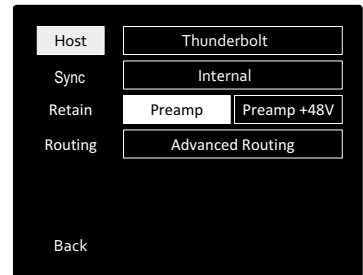 Host Thunderbolt
Sync Internal
Retain Preamp Preamp +48V
Routing Advanced Routing
Back